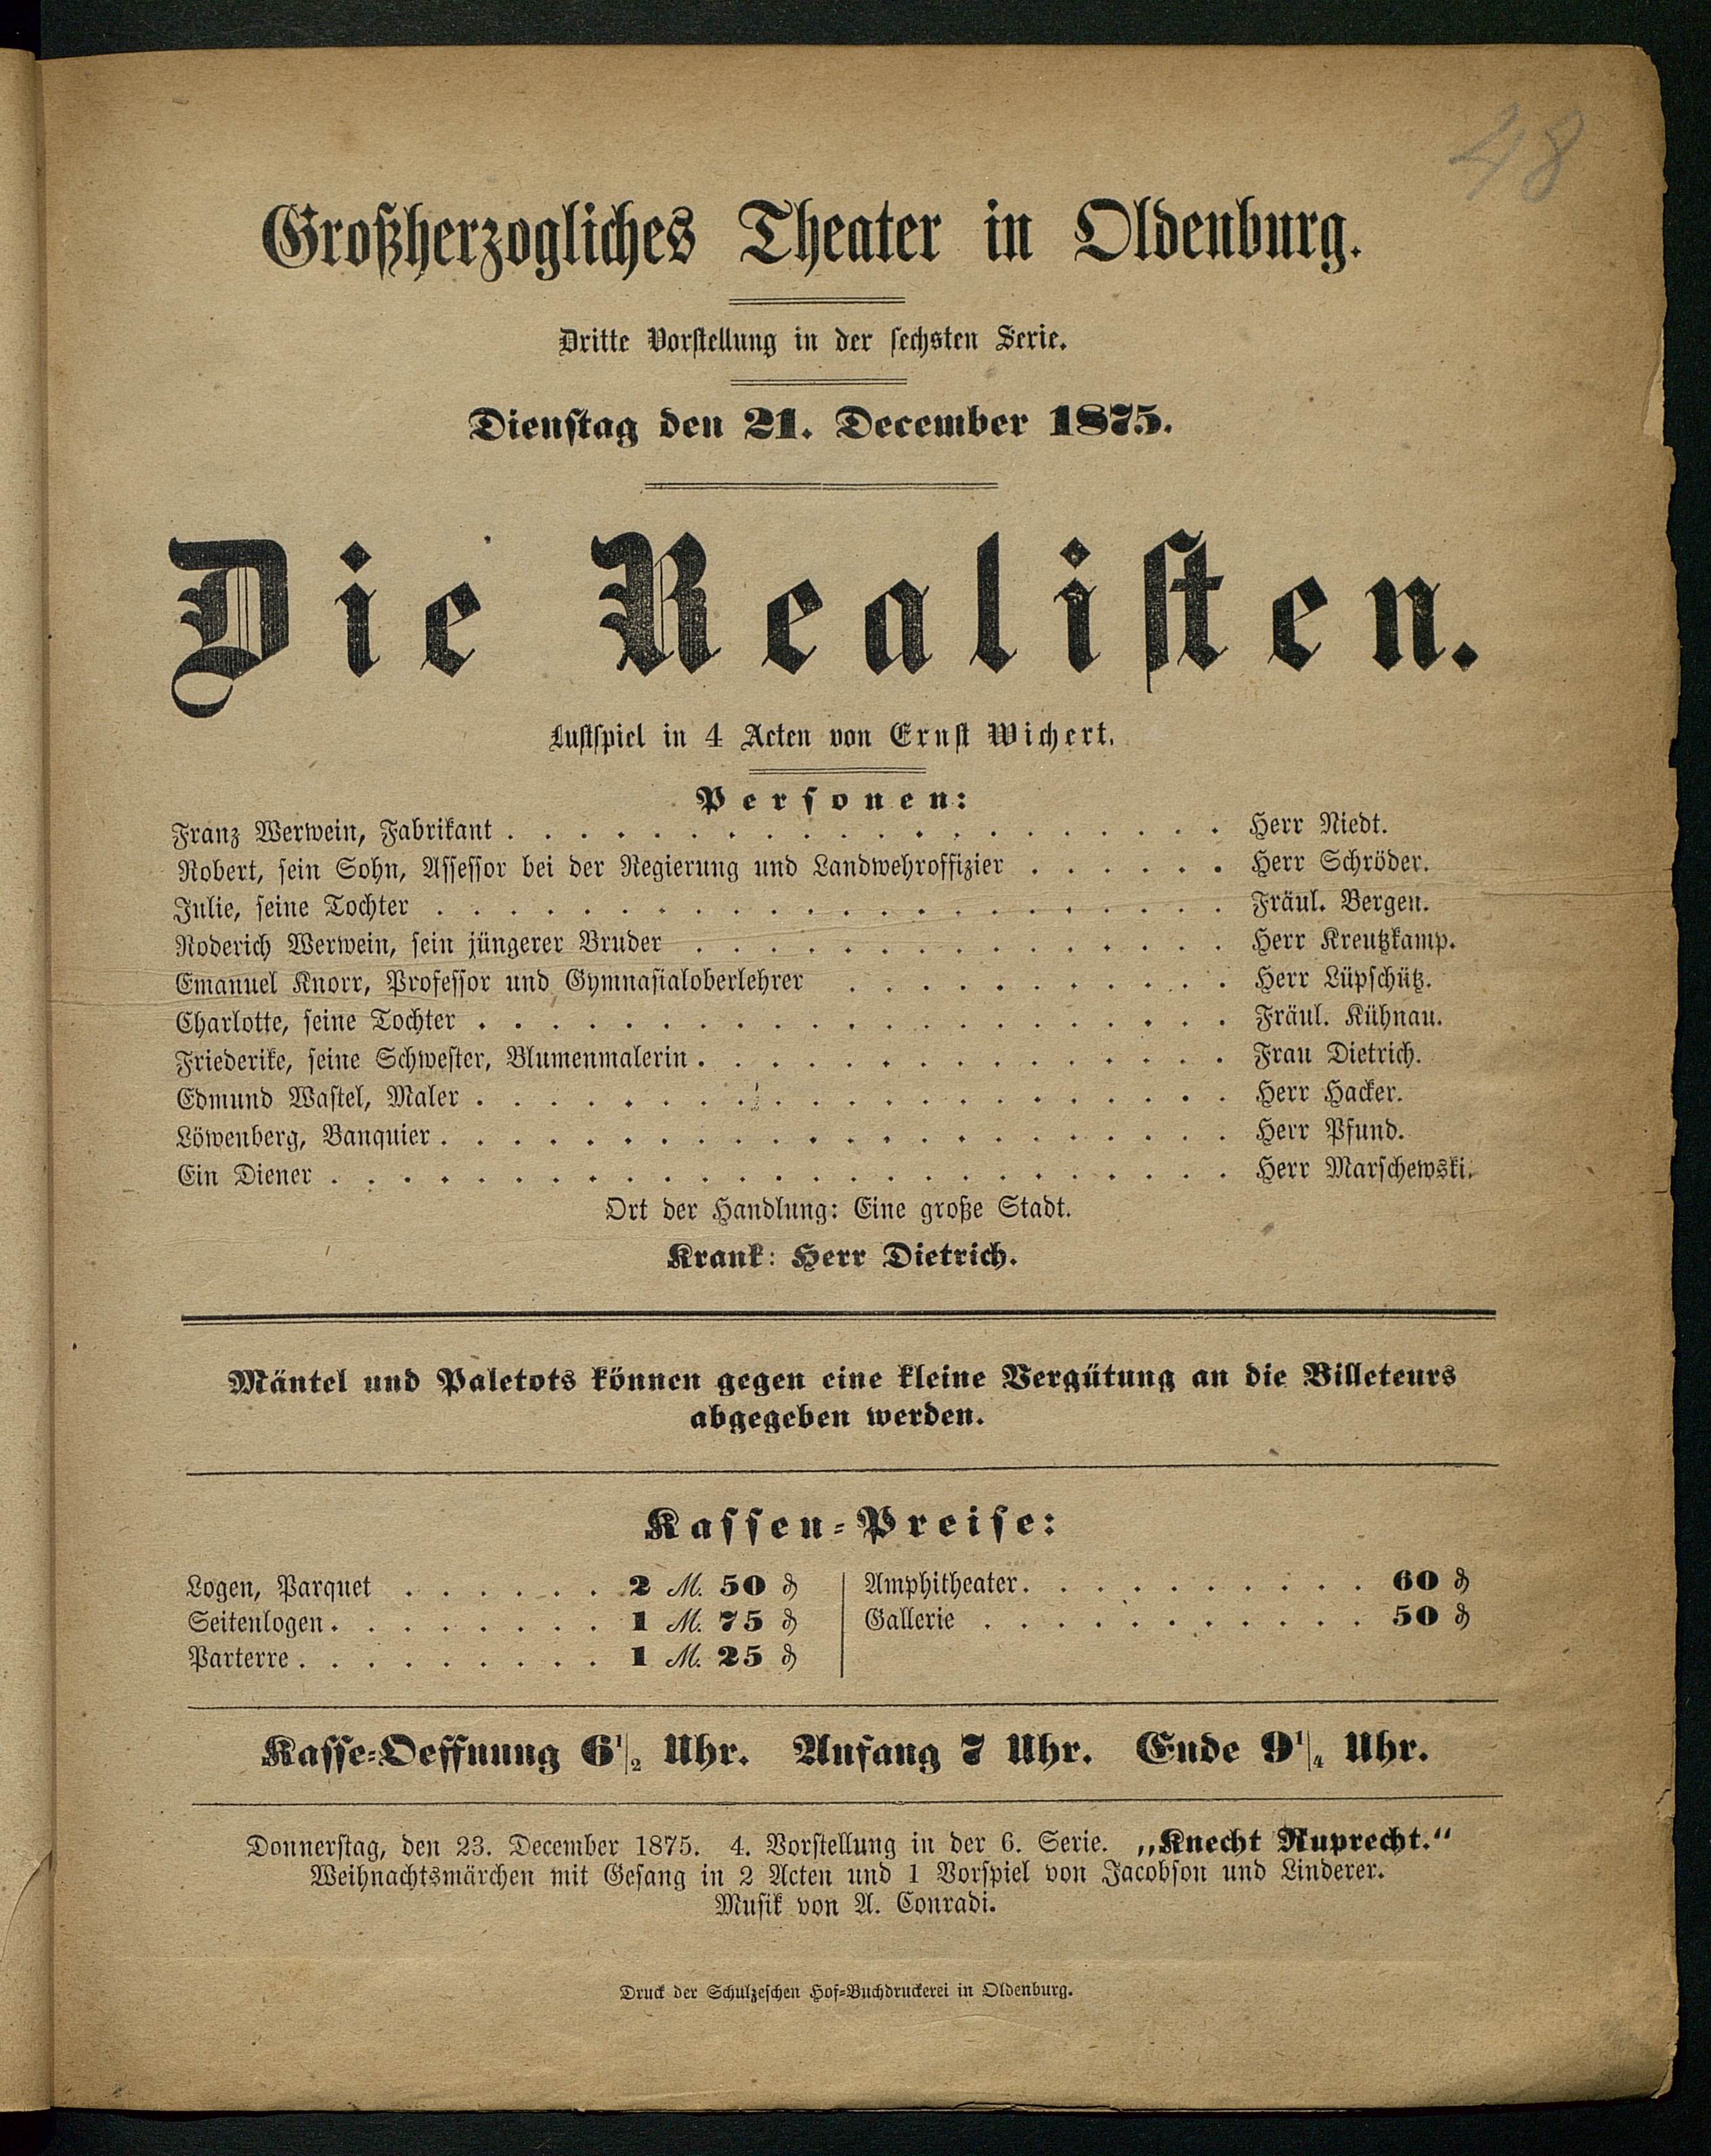 48
Großherzogliches Theater in Oldenburg.
Dritte Vorstellung in der sechsten Serie.
Dienstag den 21. December 1875.
Die Realisten.
Lustspiel in 4 Acten von Ernst Wichert.
Personen:
Franz Werwein, Fabrikant . . . . . . . . . . . . . . . . . . . . Herr Niedt.
Robert, sein Sohn, Assessor bei der Regierung und Landwehroffizier . . . . . . Herr Schröder.
Julie, seine Tochter . . . . . . . . . . . . . . . . . . . . . . Fräul. Bergen.
Roderich Werwein, sein jüngerer Bruder . . . . . . . . . . . . . . . Herr Kreutzkamp.
Emanuel Knorr, Professor und Gymnasialoberlehrer . . . . . . . . . . . Herr Lüpschütz.
Charlotte, seine Tochter . . . . . . . . . . . . . . . . . . . . . Fräul. Kühnau.
Friederike, seine Schwester, Blumenmalerin . . . . . . . . . . . . . . . Frau Dietrich.
Edmund Wastel, Maler . . . . . . . . . . . . . . . . . . . . . Herr Hacker.
Löwenberg, Banquier . . . . . . . . . . . . . . . . . . . . . . Herr Pfund.
Ein Diener . . . . . . . . . . . . . . . . . . . . . . . . . Herr Marschewski.
Ort der Handlung: Eine große Stadt.
Krank: Herr Dietrich.
Mäntel und Paletots können gegen eine kleine Vergütung an die Billeteurs
abgegeben werden.
Kassen-Preise:
Logen, Parquet . . . . . . 2 M. 50 ₰
Seitenlogen . . . . . . . . 1 M. 75 ₰
Parterre . . . . . . . . . 1 M. 25 ₰
Amphitheater . . . . . . . . . . 60 ₰
Gallerie . . . . . . . . . . . 50 ₰
Kasse-Oeffnung 6 1/2 Uhr. Anfang 7 Uhr. Ende 9 1/4 Uhr.
Donnerstag, den 23. December 1875. 4. Vorstellung in der 6. Serie. „Knecht Ruprecht.“
Weihnachtsmärchen mit Gesang in 2 Acten und 1 Vorspiel von Jacobson und Linderer.
Musik von A. Conradi.
Druck der Schulzeschen Hof-Buchdruckerei in Oldenburg.